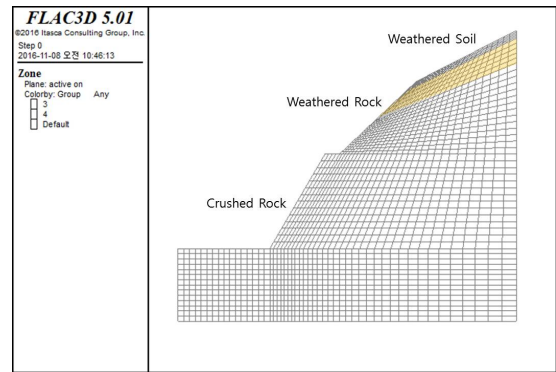 FLAC3D 5.01
©2016 Itasca Consulting Group, Inc.
Step 0
2016-11-08 오전 10:46:13
Zone
Plane: active on
Colorby: Group Any
3
4
Default
Weathered Soil
Weathered Rock
Crushed Rock